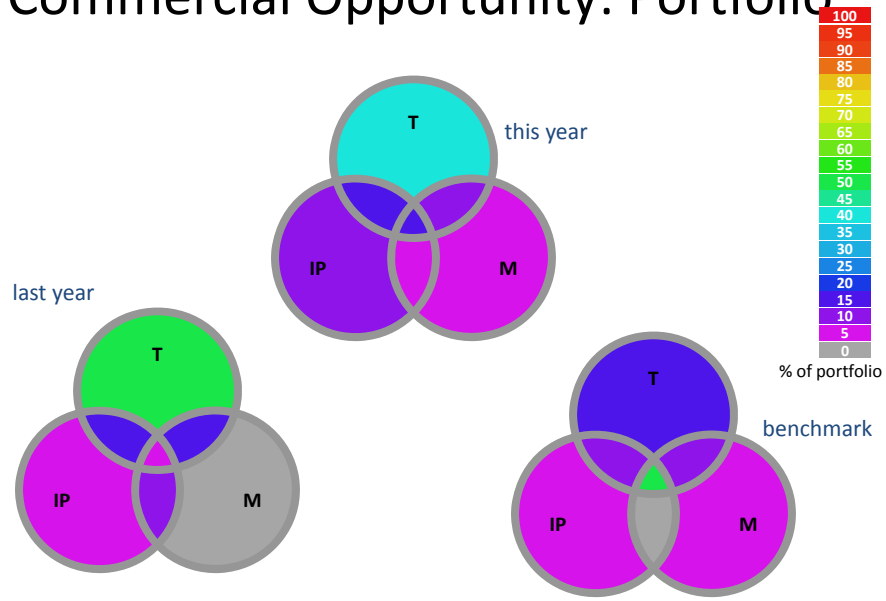 Commercial Opportunity: Portfolio
100
95
90
85
80
75
70
65
60
55
50
45
40
35
30
25
20
15
10
5
0
% of portfolio
this year
T
IP
M
last year
T
IP
M
benchmark
T
IP
M